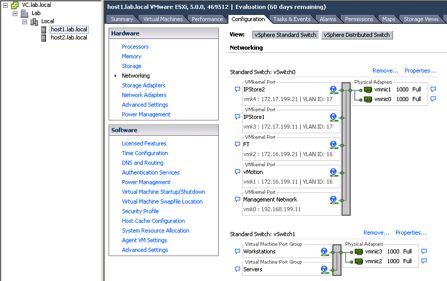 VC.lab.local
Lab
Local
host1.lab.local
host2.lab.local
host1.lab.local VMware ESXi, 5.0.0, 469512 | Evaluation (60 days remaining)
Summary Virtual Machines Performance Configuration Tasks & Events Alarms Permissions Maps Storage Views
Hardware
Processors
Memory
Storage
Networking
Storage Adapters
Network Adapters
Advanced Settings
Power Management
Software
Licensed Features
Time Configuration
DNS and Routing
Authentication Services
Power Management
Virtual Machine Startup/Shutdown
Virtual Machine Swapfile Location
Security Profile
Host Cache Configuration
System Resource Allocation
Agent VM Settings
Advanced Settings
View: vSphere Standard Switch vSphere Distributed Switch
Networking
Standard Switch: vSwitch0 Remove... Properties...
VMkernel Port
IPStore2
vmk4 : 172.17.199.21 | VLAN ID: 17
VMkernel Port
IPStore1
vmk3 : 172.17.199.11 | VLAN ID: 17
VMkernel Port
FT
vmk2 : 172.16.199.21 | VLAN ID: 16
VMkernel Port
vMotion
vmk1 : 172.16.199.11 | VLAN ID: 16
VMkernel Port
Management Network
vmk0 : 192.168.199.11
Physical Adapters
vmnic1 1000 Full
vmnic0 1000 Full
Standard Switch: vSwitch1 Remove... Properties...
Virtual Machine Port Group
Workstations
Virtual Machine Port Group
Servers
Physical Adapters
vmnic3 1000 Full
vmnic2 1000 Full